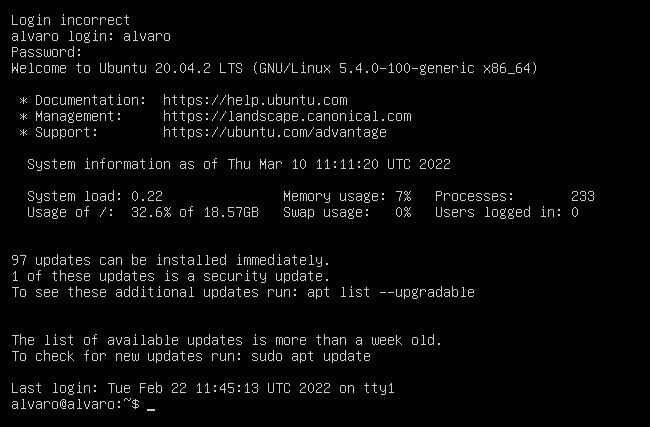 Login incorrect
alvaro login: alvaro
Password:
Welcome to Ubuntu 20.04.2 LTS (GNU/Linux 5.4.0-100-generic x86_64)
* Documentation:  https://help.ubuntu.com
* Management:     https://landscape.canonical.com
* Support:        https://ubuntu.com/advantage
System information as of Thu Mar 10 11:11:20 UTC 2022
System load: 0.22               Memory usage: 7%   Processes:       233
Usage of /:  32.6% of 18.57GB   Swap usage:   0%   Users logged in: 0
97 updates can be installed immediately.
1 of these updates is a security update.
To see these additional updates run: apt list --upgradable
The list of available updates is more than a week old.
To check for new updates run: sudo apt update
Last login: Tue Feb 22 11:45:13 UTC 2022 on tty1
alvaro@alvaro:~$ _